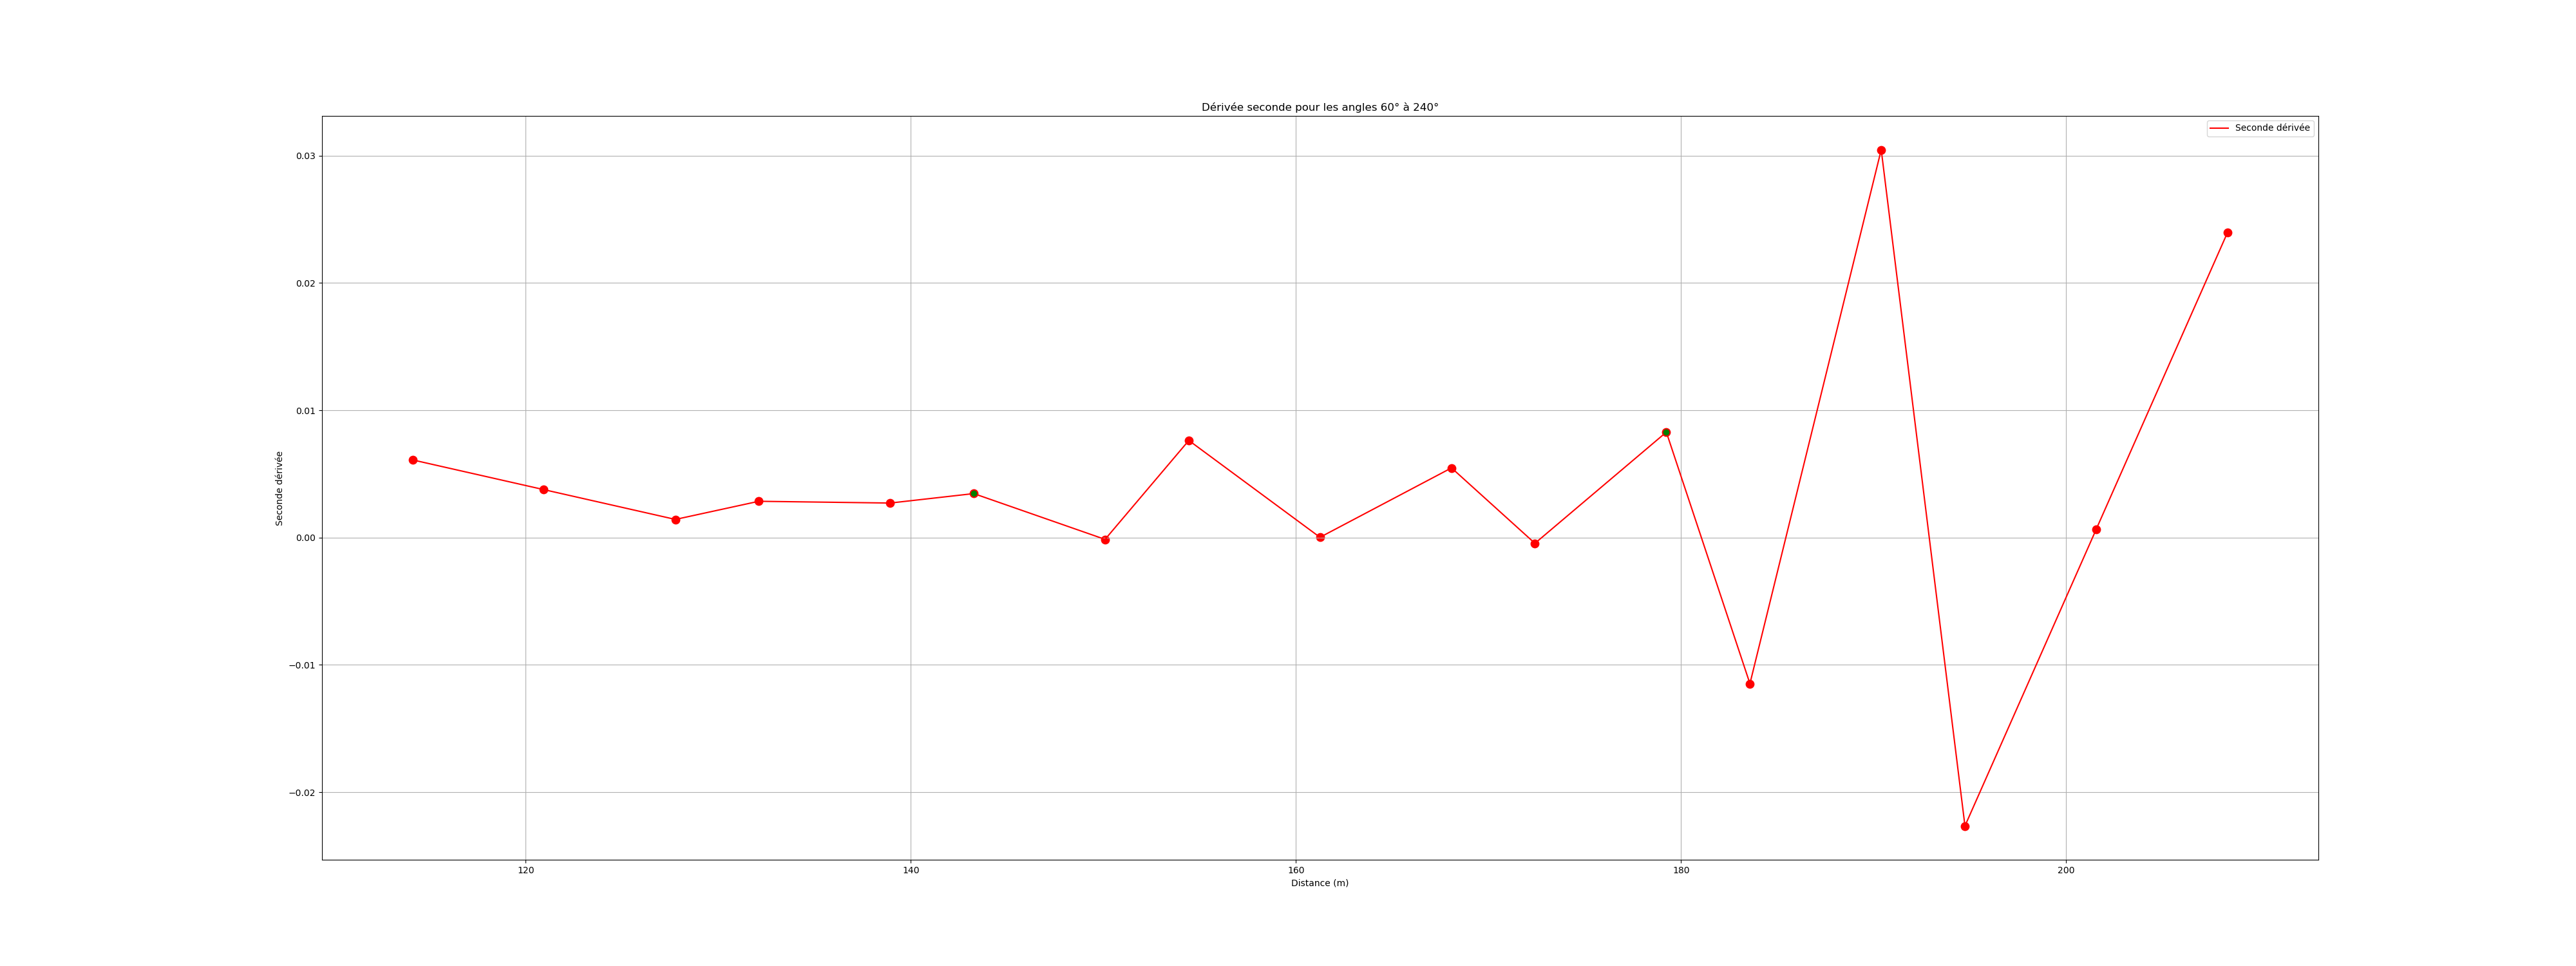 Dérivée seconde pour les angles 60° à 240°
Seconde dérivée
0.03
0.02
0.01
0.00
−0.01
−0.02
Seconde dérivée
120
140
160
180
200
Distance (m)